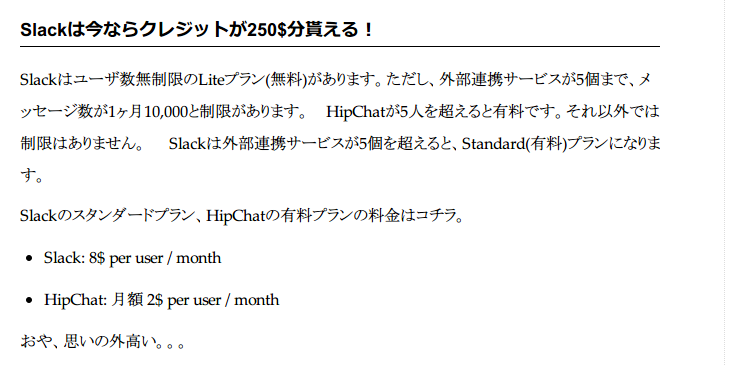 Slackは今ならクレジットが250$分貰える！
Slackはユーザ数無制限のLiteプラン(無料)があります。ただし、外部連携サービスが5個まで、メ
ッセージ数が1ヶ月10,000と制限があります。　HipChatが5人を超えると有料です。それ以外では
制限はありません。　 Slackは外部連携サービスが5個を超えると、Standard(有料)プランになりま
す。
Slackのスタンダードプラン、HipChatの有料プランの料金はコチラ。
• Slack: 8$ per user / month
• HipChat: 月額 2$ per user / month
おや、思いの外高い。。。